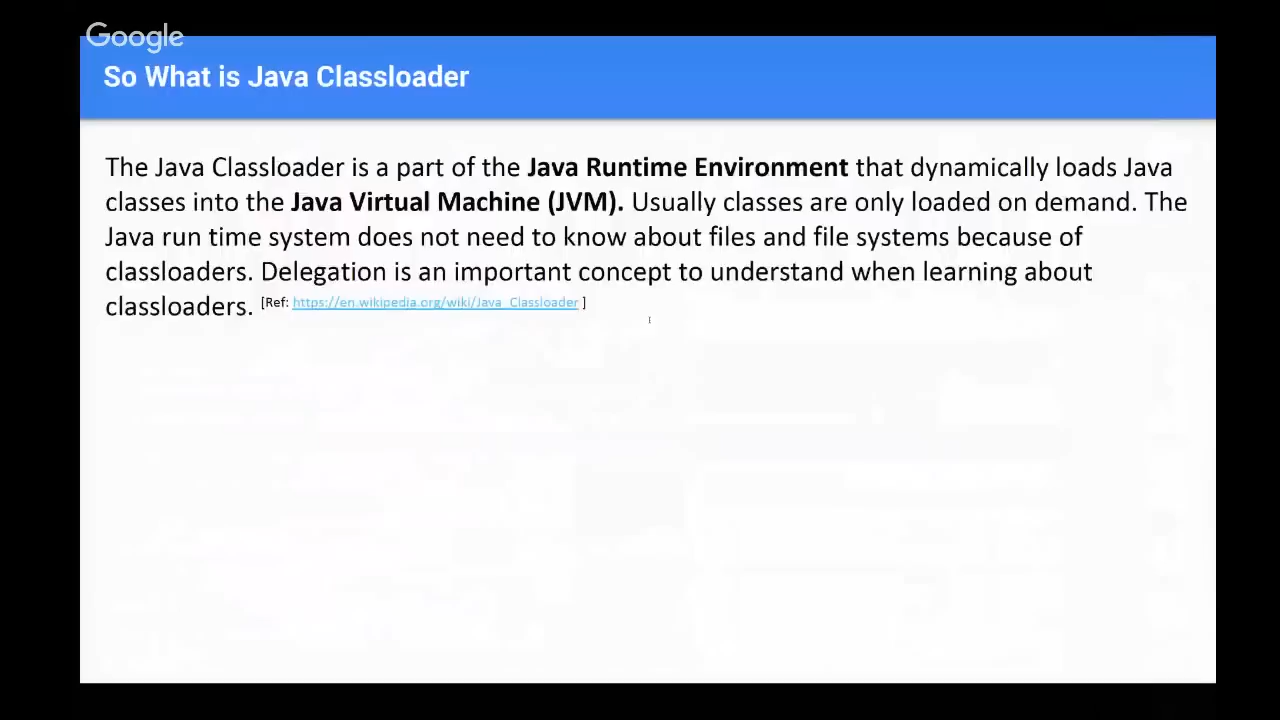 Google
So What is Java Classloader
The Java Classloader is a part of the Java Runtime Environment that dynamically loads Java
classes into the Java Virtual Machine (JVM). Usually classes are only loaded on demand. The
Java run time system does not need to know about files and file systems because of
classloaders. Delegation is an important concept to understand when learning about
classloaders. [Ref: https://en.wikipedia.org/wiki/Java_Classloader ]